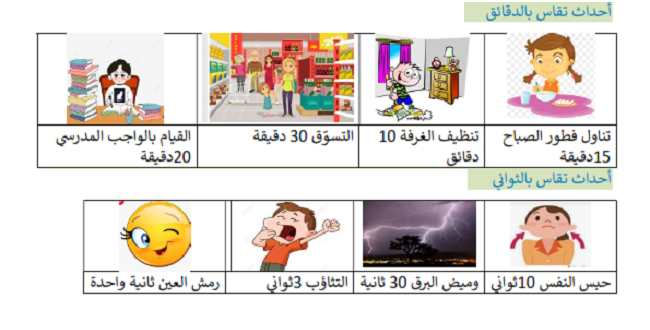 أحداث تقاس بالدقائق
تناول فطور الصباح
15دقيقة
تنظيف الغرفة 10
دقائق
التسوّق 30 دقيقة
القيام بالواجب المدرسي
20دقيقة
أحداث تقاس بالثواني
حبس النفس 10ثواني
وميض البرق 30 ثانية
التثاؤب 3ثواني
رمش العين ثانية واحدة